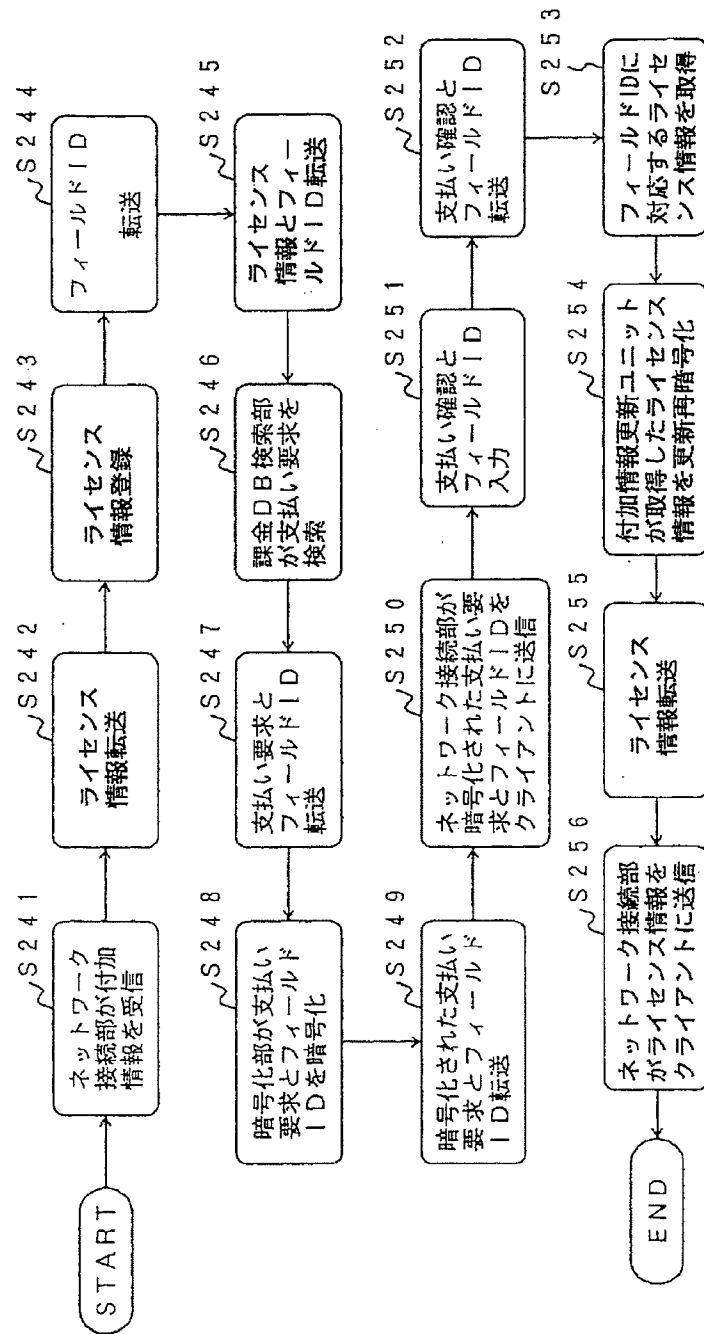 START
S241
ネットワーク
接続部が付加
情報を受信
S242
ライセンス
情報転送
S243
ライセンス
情報登録
S244
フィールドID
転送
S245
ライセンス
情報とフィー
ルドID転送
S246
課金DB検索部
が支払い要求を
検索
S247
支払い要求と
フィールドID
転送
S248
暗号化部が支払い
要求とフィールド
IDを暗号化
S249
暗号化された支払い
要求とフィールド
ID転送
S250
ネットワーク接続部が
暗号化された支払い要
求とフィールドIDを
クライアントに送信
S251
支払い確認と
フィールドID
入力
S252
支払い確認と
フィールドID
転送
S253
フィールドIDに
対応するライセ
ンス情報を取得
S254
付加情報更新ユニット
が取得したライセンス
情報を更新再暗号化
S255
ライセンス
情報転送
S256
ネットワーク接続部
がライセンス情報を
クライアントに送信
END